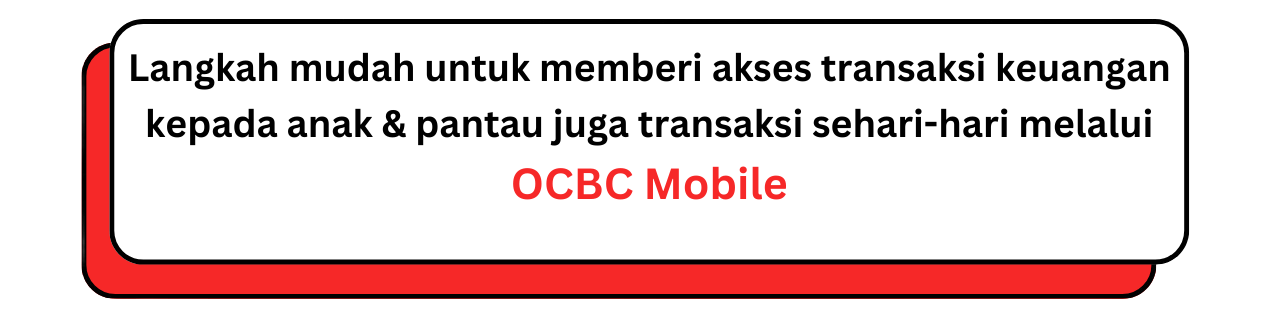 Langkah mudah untuk memberi akses transaksi keuangan
kepada anak & pantau juga transaksi sehari-hari melalui
OCBC Mobile